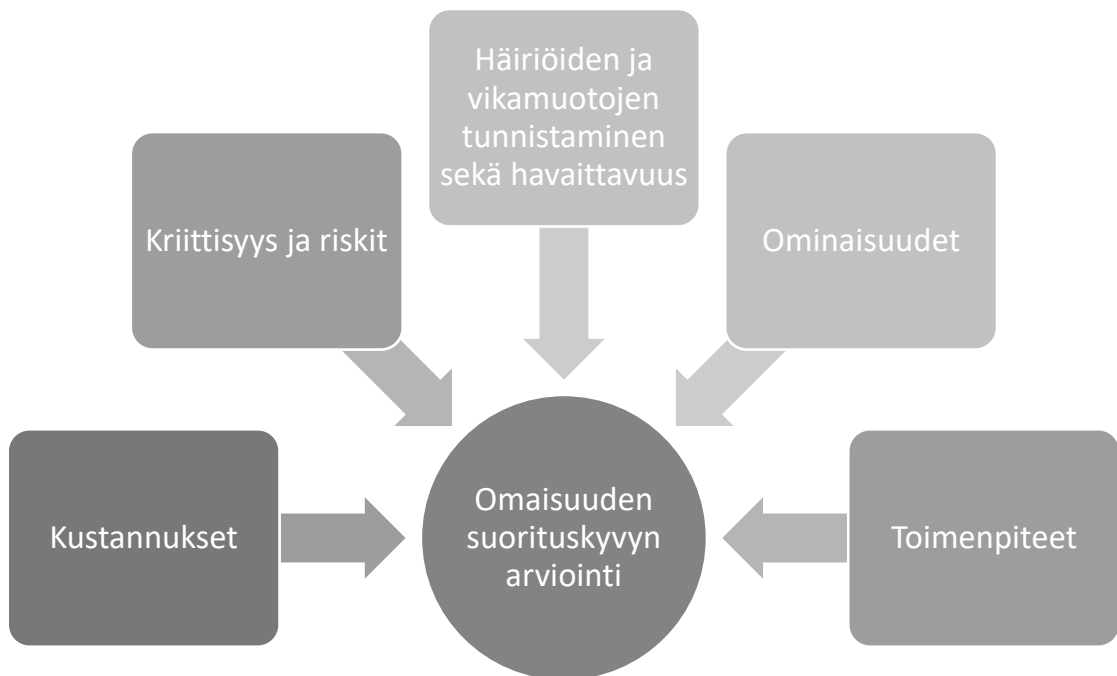 Häiriöiden ja
vikamuotojen
tunnistaminen
sekä havaittavuus
Kriittisyys ja riskit
Ominaisuudet
Kustannukset
Omaisuuden
suorituskyvyn
arviointi
Toimenpiteet